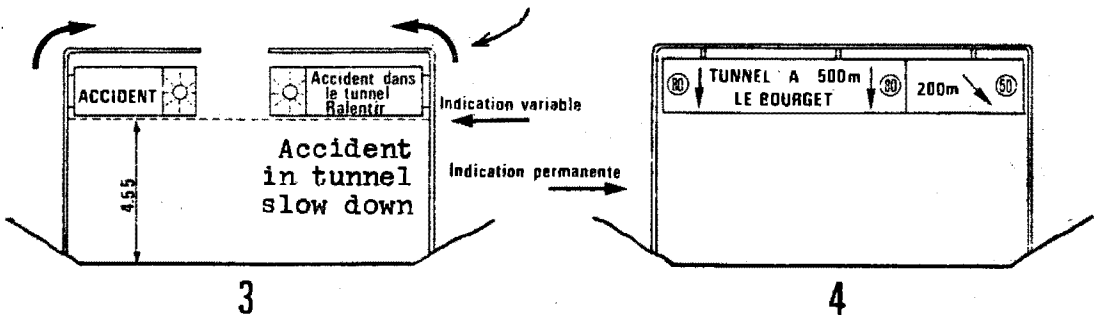 ACCIDENT
Accident dans
le tunnel
Ralentir
Accident
in tunnel
slow down
4.55
3
Indication variable
Indication permanente
80 TUNNEL A 500m 80
LE BOURGET
200m 50
4